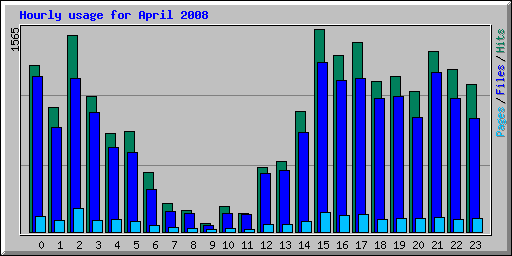 Hourly usage for April 2008
1565
Pages / Files / Hits
0 1 2 3 4 5 6 7 8 9 10 11 12 13 14 15 16 17 18 19 20 21 22 23